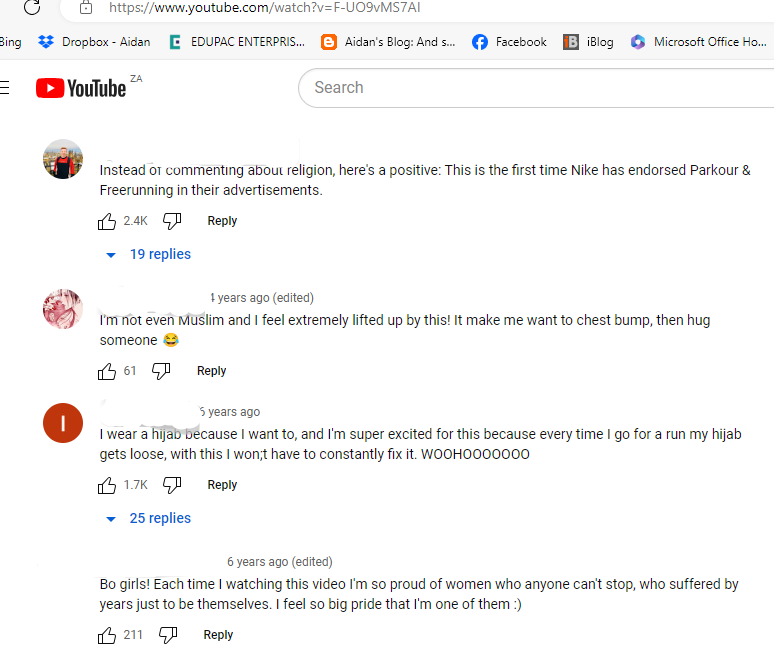 https://www.youtube.com/watch?v=F-UO9vMS7AI
Bing Dropbox - Aidan EDUPAC ENTERPRIS... Aidan's Blog: And s... Facebook iBlog Microsoft Office Ho...
YouTube ZA Search
Instead of commenting about religion, here's a positive: This is the first time Nike has endorsed Parkour &
Freerunning in their advertisements.
2.4K Reply
19 replies
4 years ago (edited)
I'm not even Muslim and I feel extremely lifted up by this! It make me want to chest bump, then hug
someone 😂
61 Reply
I
6 years ago
I wear a hijab because I want to, and I'm super excited for this because every time I go for a run my hijab
gets loose, with this I won;t have to constantly fix it. WOOHOOOOOOO
1.7K Reply
25 replies
6 years ago (edited)
Bo girls! Each time I watching this video I'm so proud of women who anyone can't stop, who suffered by
years just to be themselves. I feel so big pride that I'm one of them :)
211 Reply